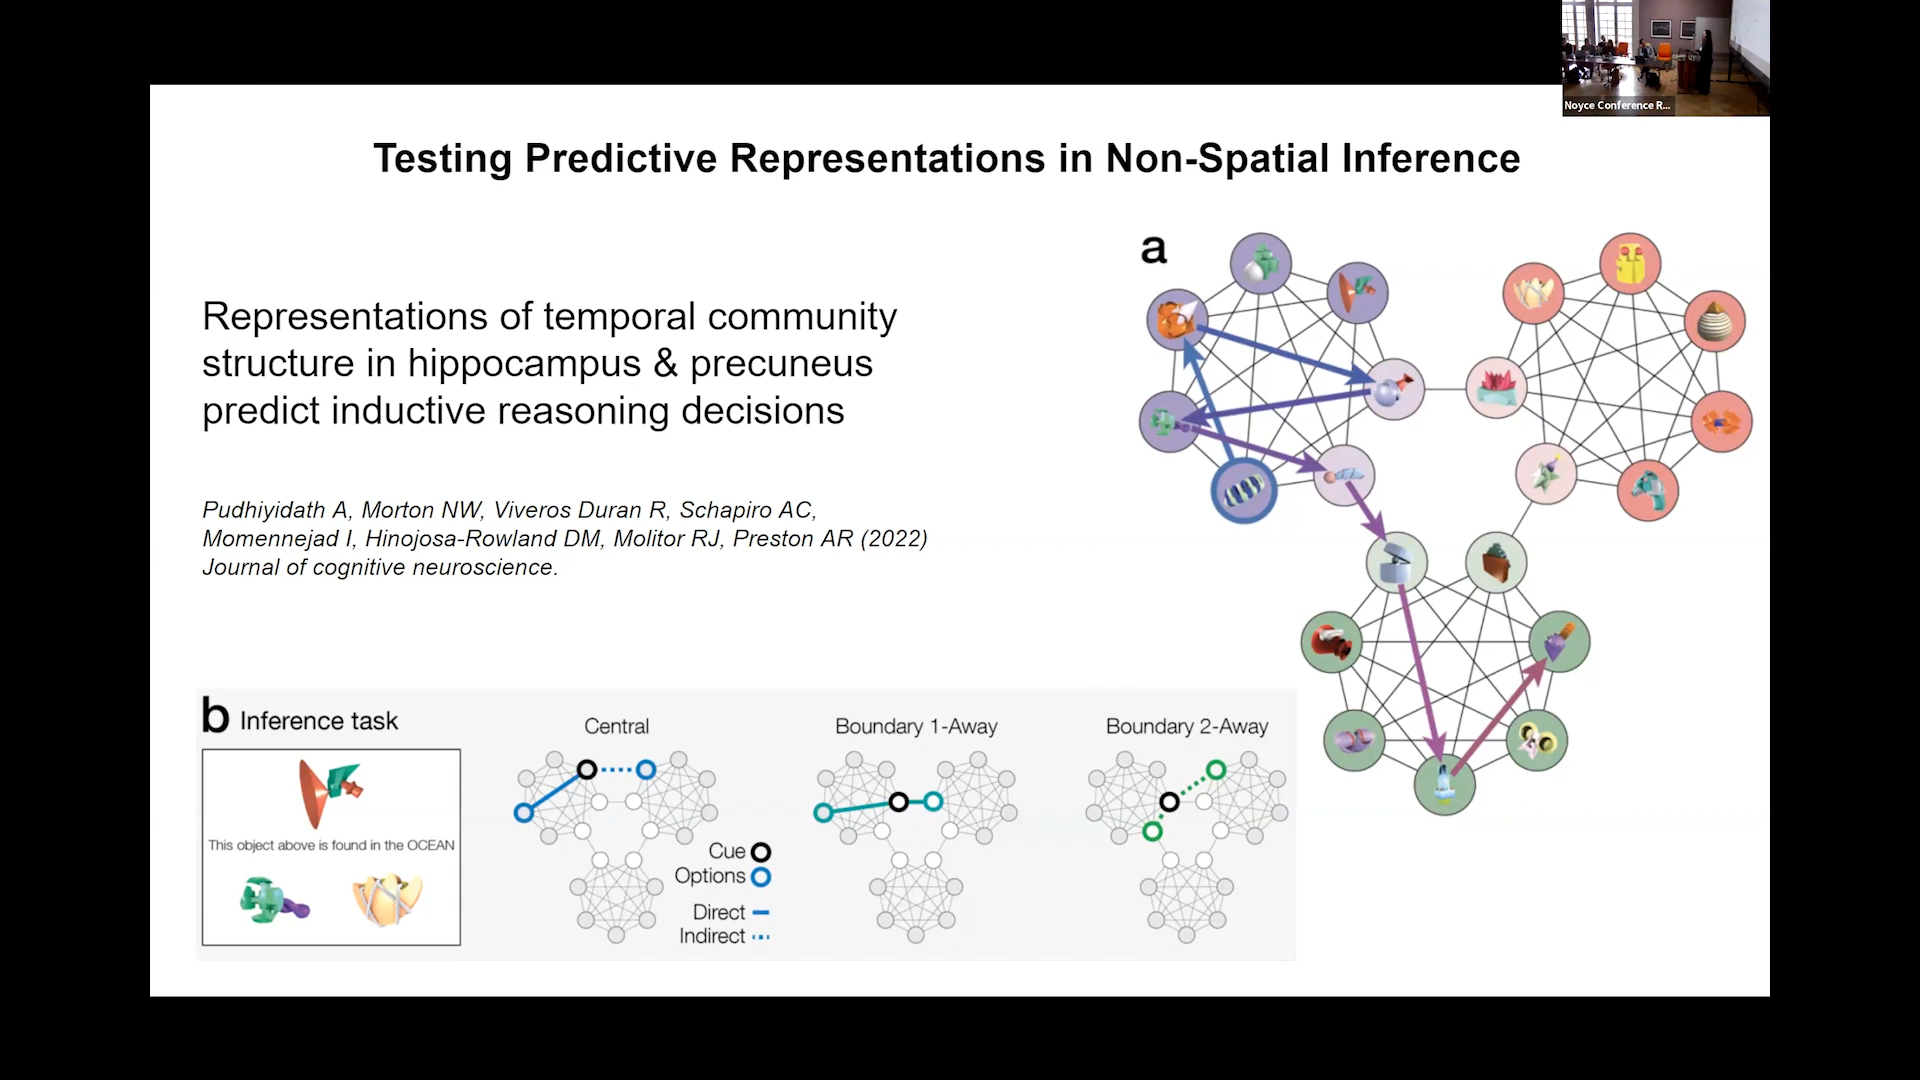 Noyce Conference R...
Testing Predictive Representations in Non-Spatial Inference
a
Representations of temporal community
structure in hippocampus & precuneus
predict inductive reasoning decisions
Pudhiyidath A, Morton NW, Viveros Duran R, Schapiro AC,
Momennejad I, Hinojosa-Rowland DM, Molitor RJ, Preston AR (2022)
Journal of cognitive neuroscience.
b Inference task
This object above is found in the OCEAN
Central
Boundary 1-Away
Boundary 2-Away
Cue
Options
Direct
Indirect